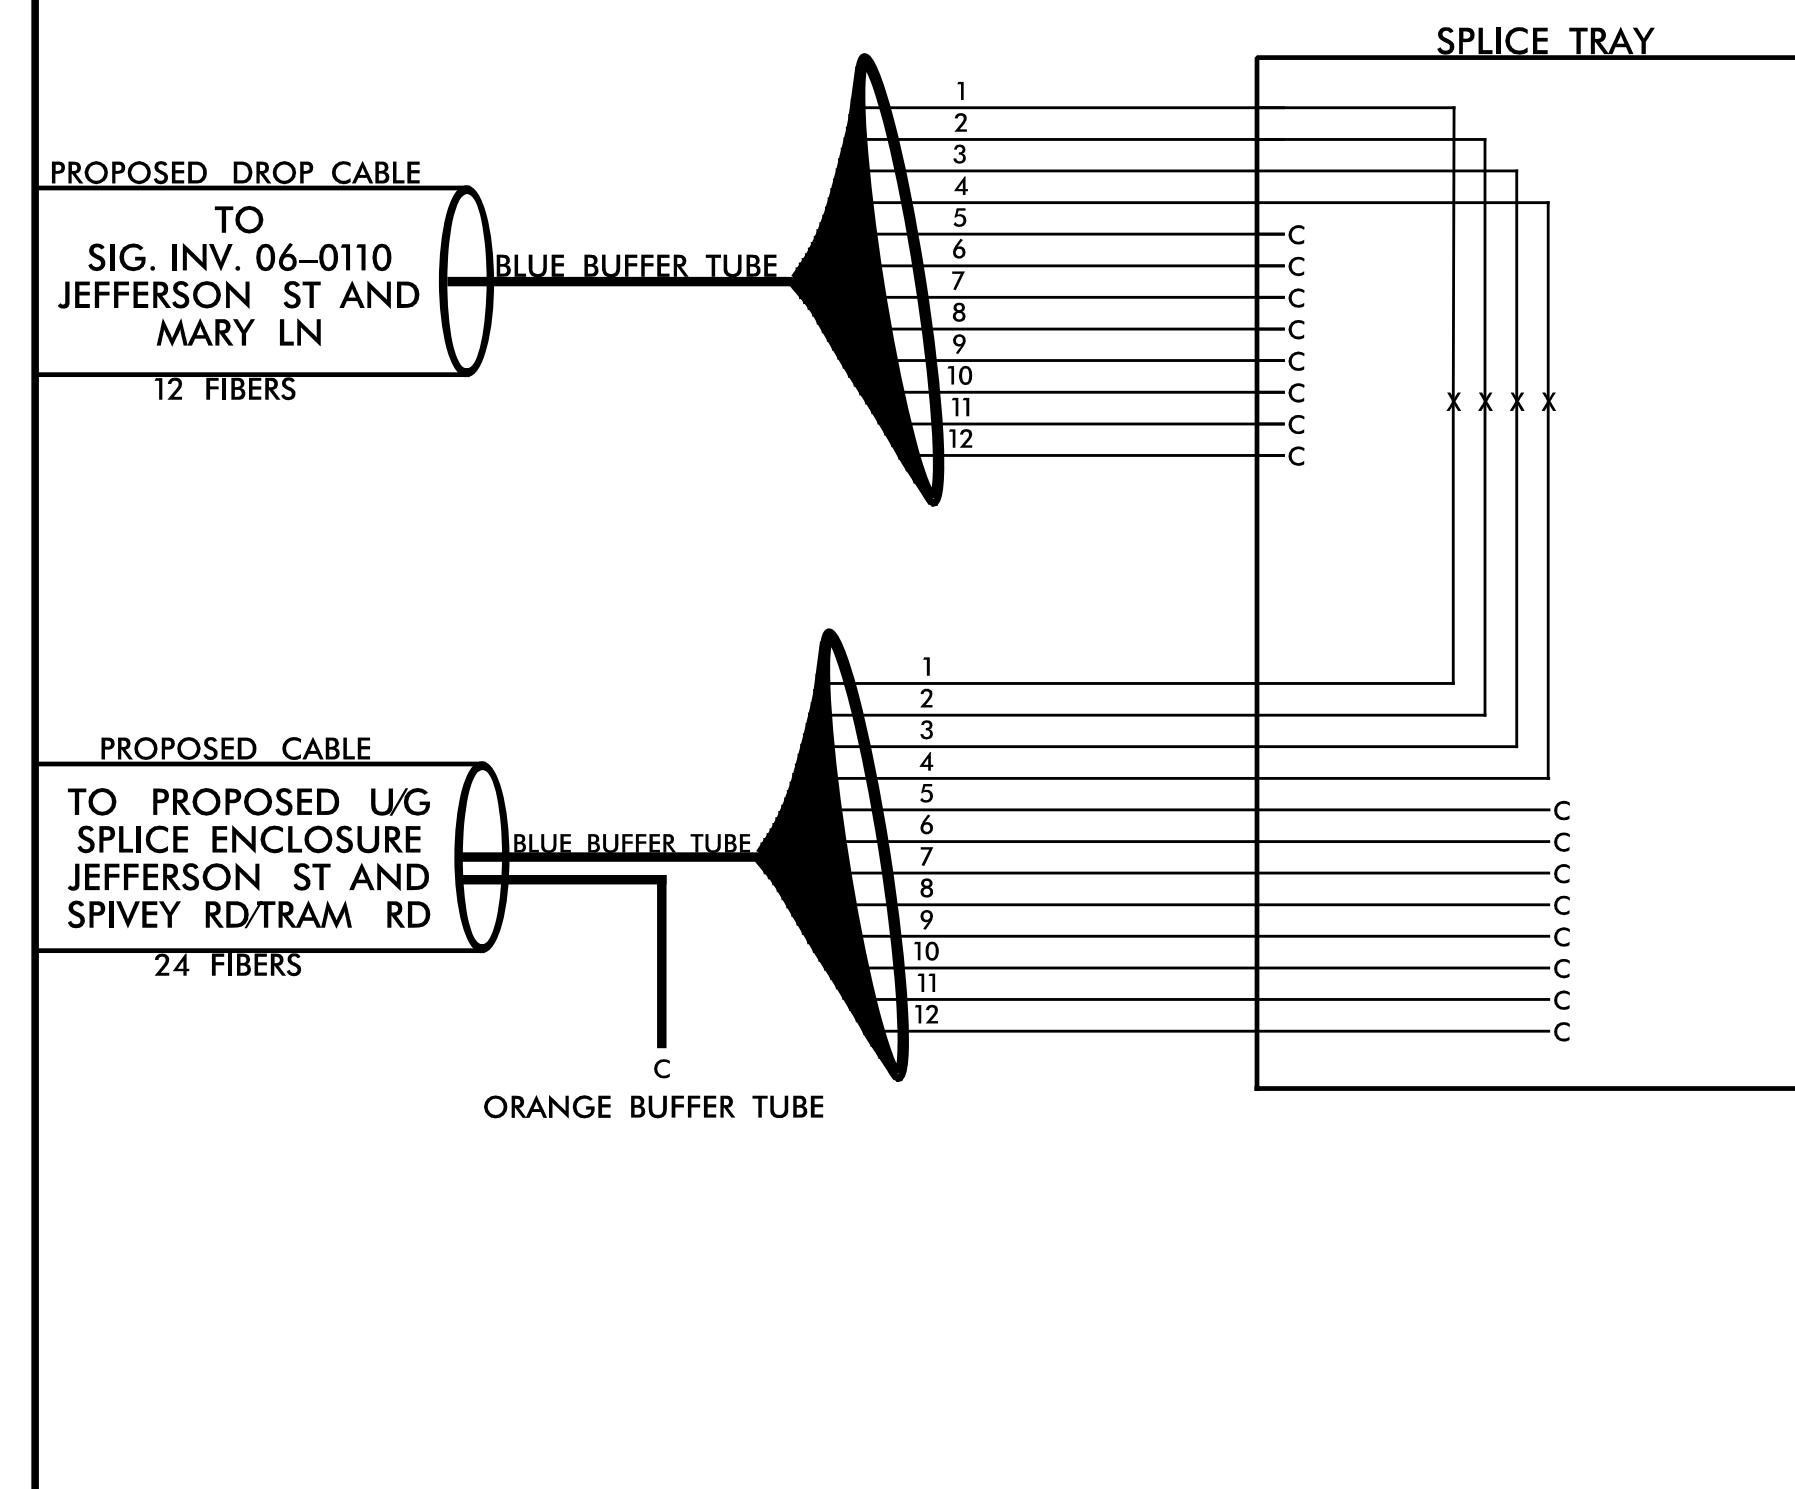 SPLICE TRAY
PROPOSED DROP CABLE
TO
SIG. INV. 06-0110
JEFFERSON ST AND
MARY LN
12 FIBERS
BLUE BUFFER TUBE
1
2
3
4
5
C
6
C
7
C
8
C
9
C
10
C
11
C
12
C
X X X X
PROPOSED CABLE
TO PROPOSED U/G
SPLICE ENCLOSURE
JEFFERSON ST AND
SPIVEY RD/TRAM RD
24 FIBERS
BLUE BUFFER TUBE
C
ORANGE BUFFER TUBE
1
2
3
4
5
C
6
C
7
C
8
C
9
C
10
C
11
C
12
C